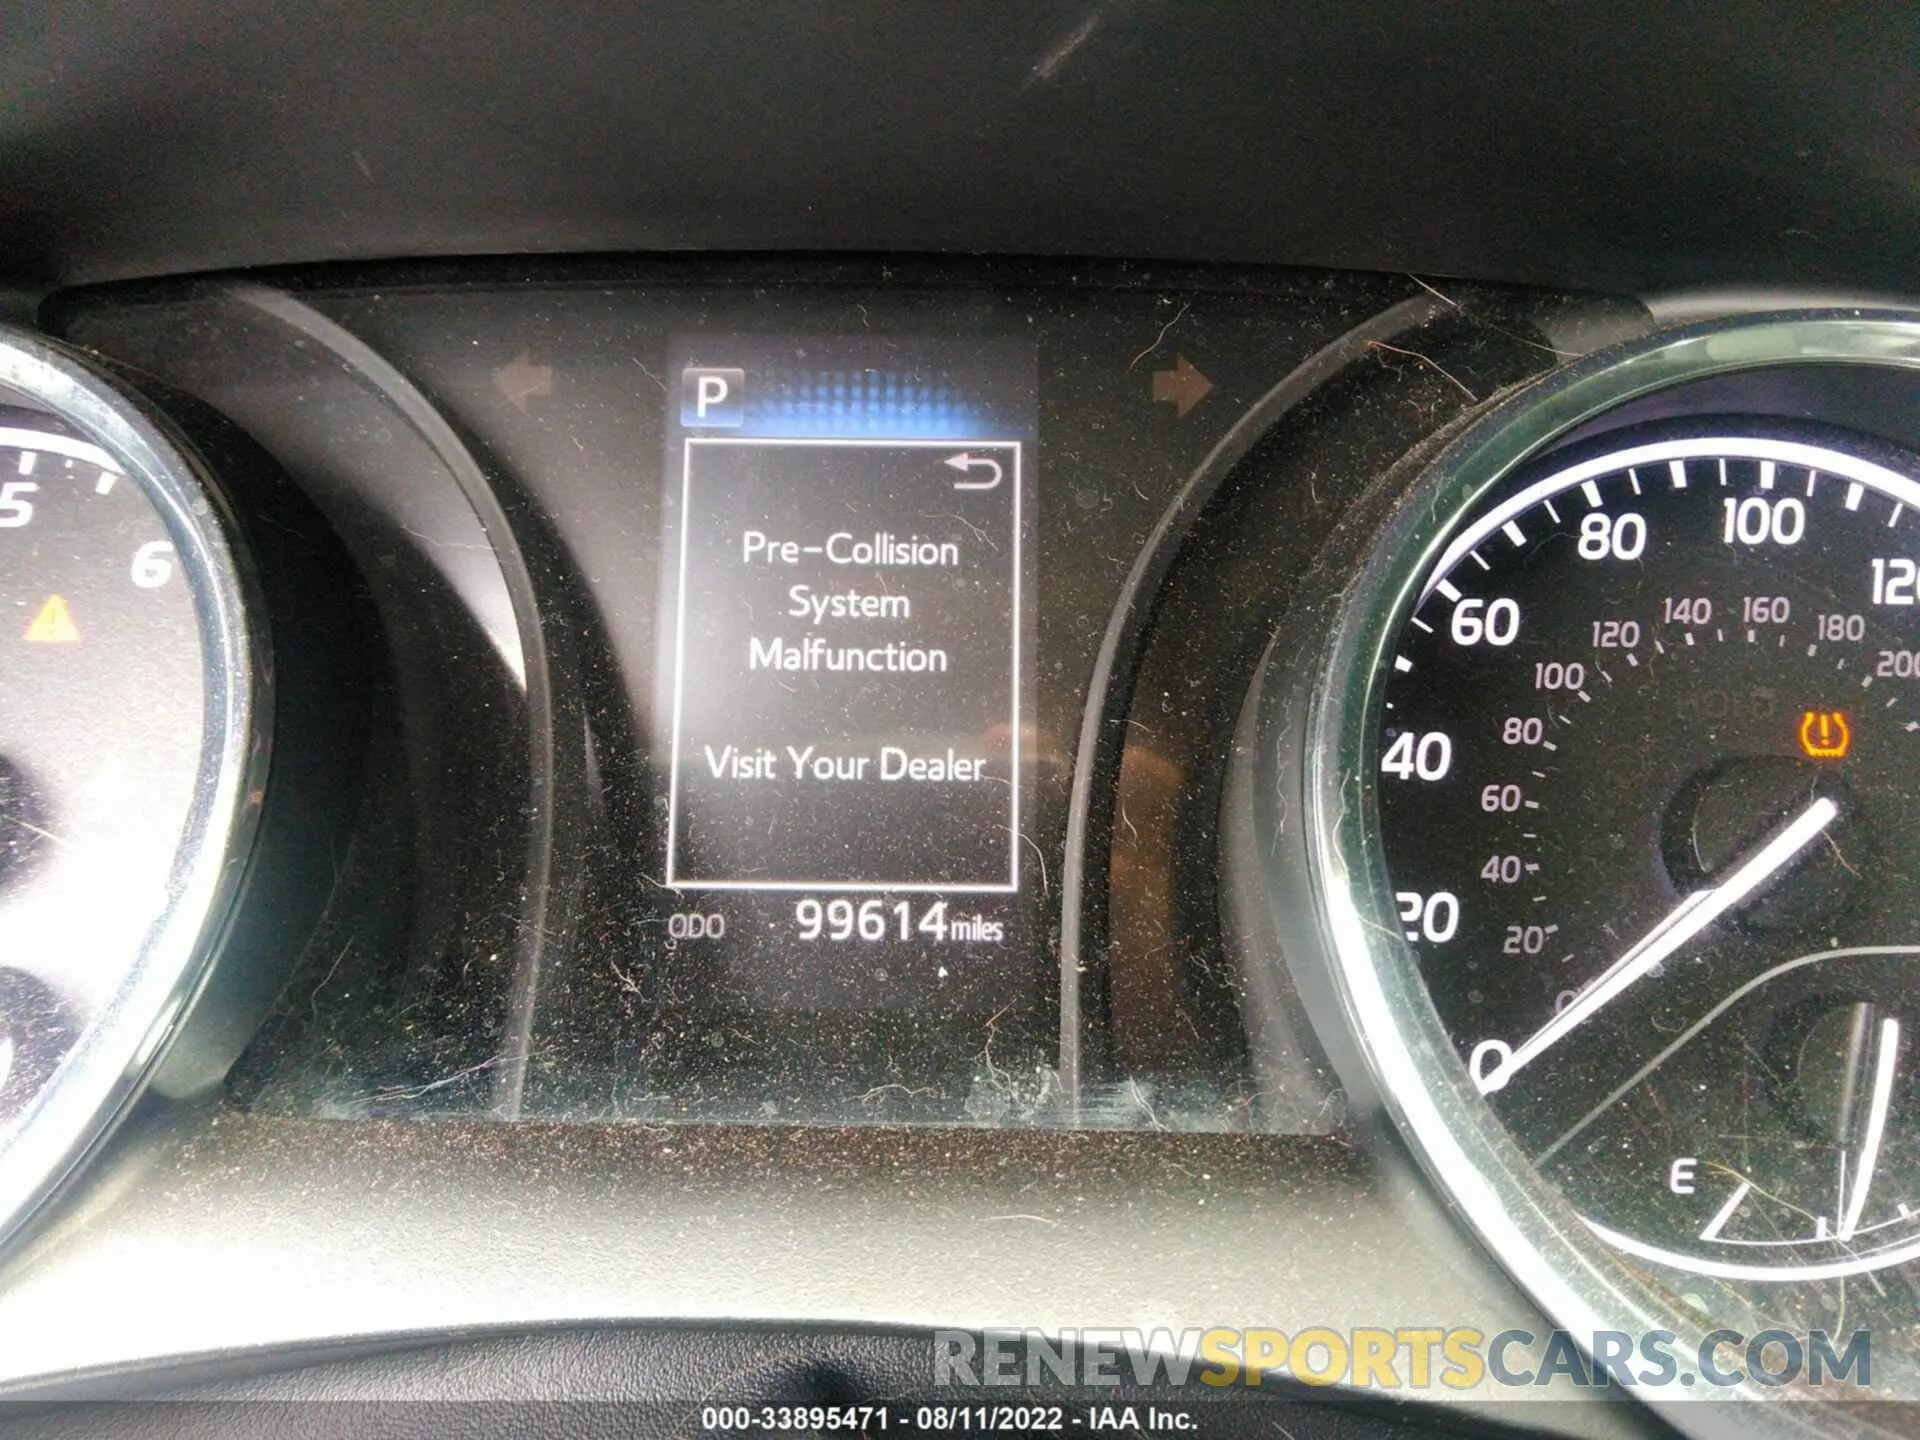 P
Pre-Collision
System
Malfunction
Visit Your Dealer
ODO 99614 miles
5
6
0
20
40
60
80
100
20
40
60
80
100
120
140
160
180
E
RENEWSPORTSCARS.COM
000-33895471 - 08/11/2022 - IAA Inc.